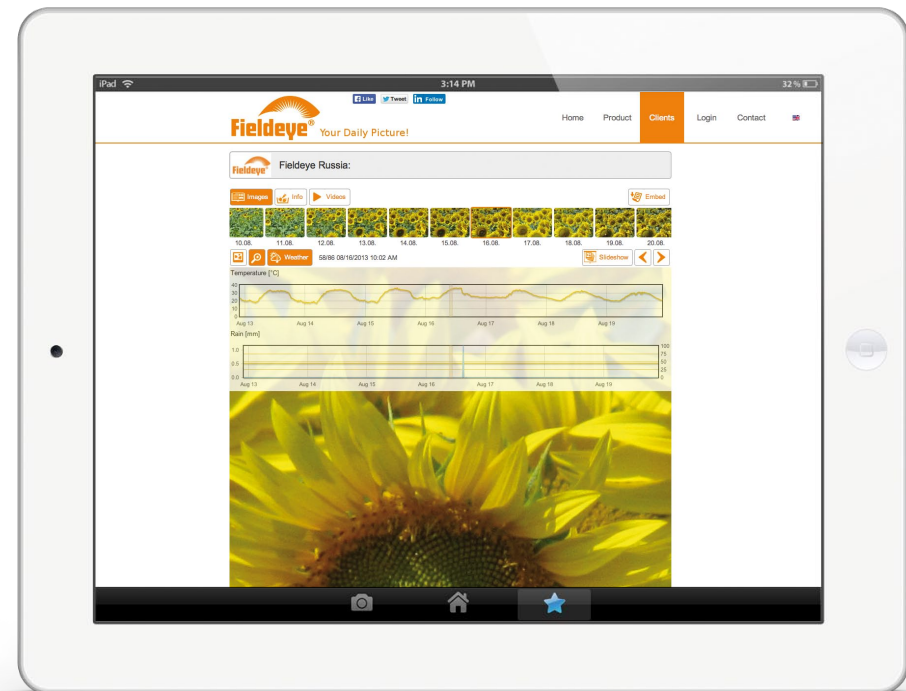 iPad 3:14 PM 32 %
Like Tweet in Follow
Fieldeye® Your Daily Picture!
Home Product Clients Login Contact
Fieldeye Fieldeye Russia:
Images Info Videos Embed
10.08. 11.08. 12.08. 13.08. 14.08. 15.08. 16.08. 17.08. 18.08. 19.08. 20.08.
Weather 58/86 08/16/2013 10:02 AM Slideshow
Temperature [°C]
40
30
20
10
0
Aug 13 Aug 14 Aug 15 Aug 16 Aug 17 Aug 18 Aug 19
Rain [mm]
1.0 100
75
0.5 50
25
0.0 0
Aug 13 Aug 14 Aug 15 Aug 16 Aug 17 Aug 18 Aug 19